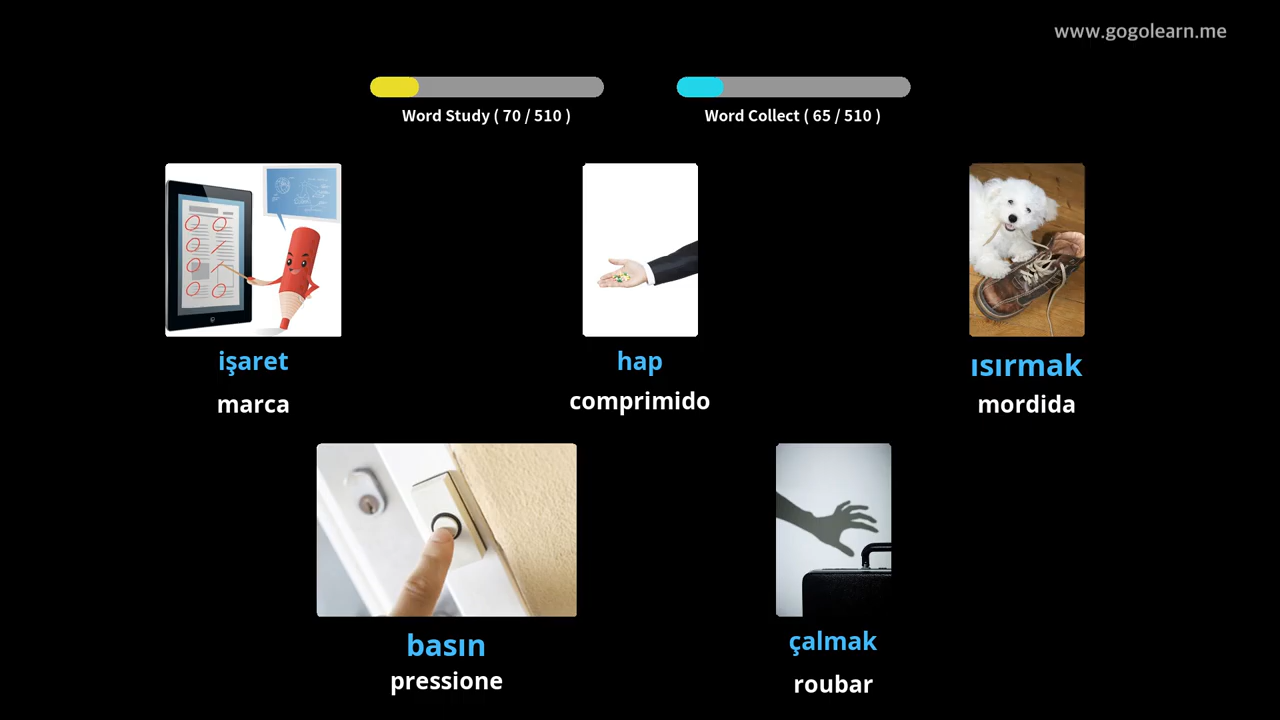 www.gogolearn.me
Word Study ( 70 / 510 )
Word Collect ( 65 / 510 )
işaret
marca
hap
comprimido
ısırmak
mordida
basın
pressione
çalmak
roubar